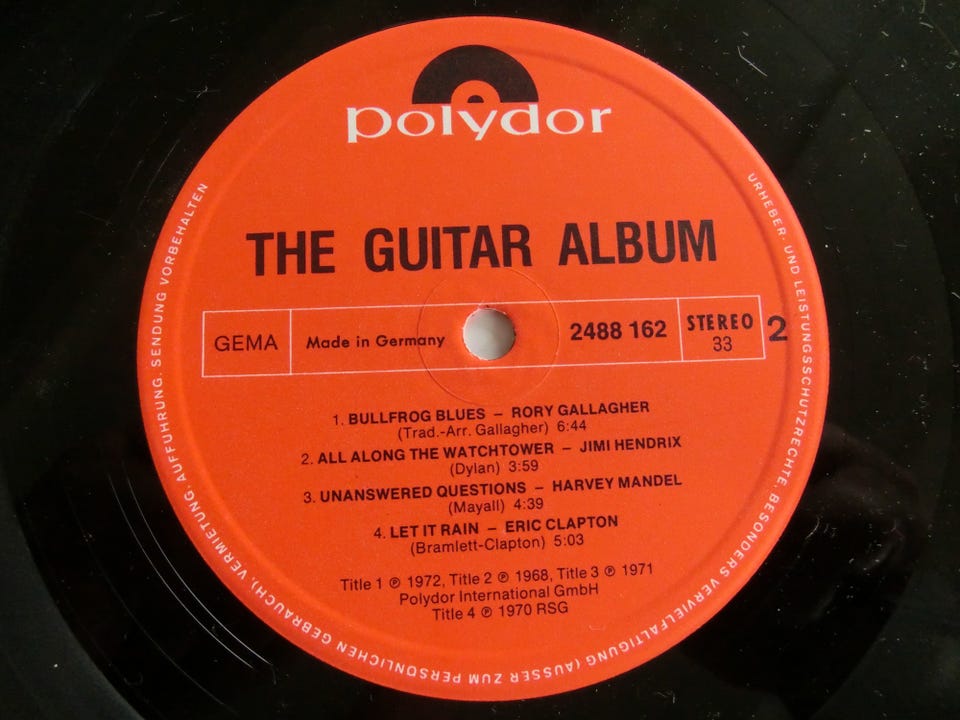 polydor
THE GUITAR ALBUM
GEMA
Made in Germany
2488 162
STEREO
33
2
1. BULLFROG BLUES – RORY GALLAGHER
(Trad.-Arr. Gallagher) 6:44
2. ALL ALONG THE WATCHTOWER – JIMI HENDRIX
(Dylan) 3:59
3. UNANSWERED QUESTIONS – HARVEY MANDEL
(Mayall) 4:39
4. LET IT RAIN – ERIC CLAPTON
(Bramlett-Clapton) 5:03
Title 1 ℗ 1972, Title 2 ℗ 1968, Title 3 ℗ 1971
Polydor International GmbH
Title 4 ℗ 1970 RSG
URHEBER- UND LEISTUNGSSCHUTZRECHTE, BESONDERS VERVIELFÄLTIGUNG (AUSSER ZUM PERSÖNLICHEN GEBRAUCH), VERMIETUNG, AUFFÜHRUNG, SENDUNG VORBEHALTEN